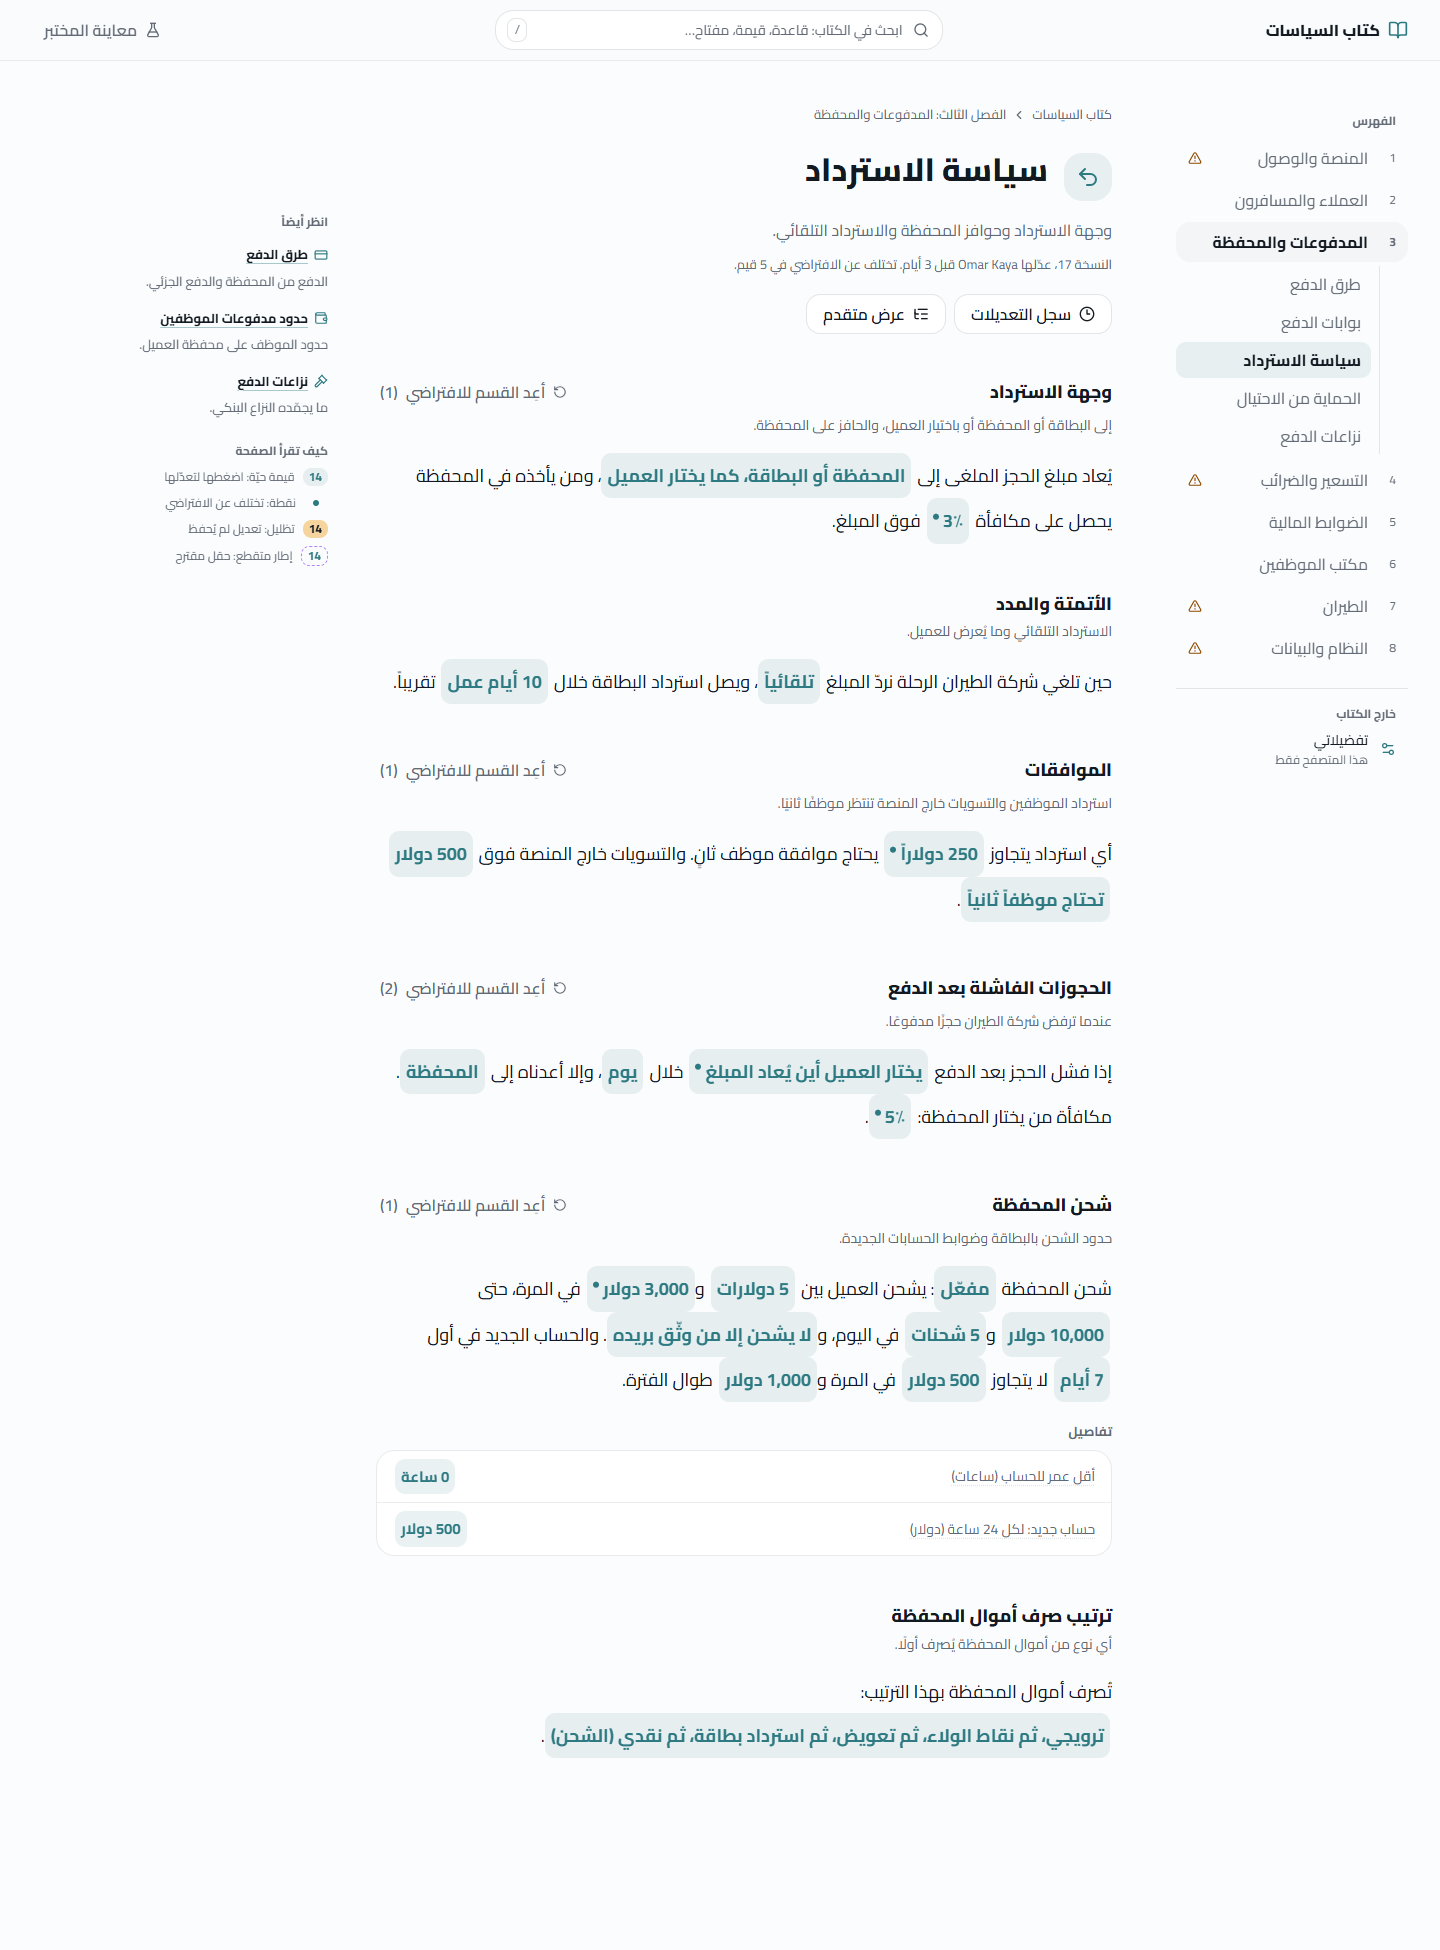 كتاب السياسات
ابحث في الكتاب: قاعدة، قيمة، مفتاح...
/
معاينة المختبر
الفهرس
1 المنصة والوصول
2 العملاء والمسافرون
3 المدفوعات والمحفظة
طرق الدفع
بوابات الدفع
سياسة الاسترداد
الحماية من الاحتيال
نزاعات الدفع
4 التسعير والضرائب
5 الضوابط المالية
6 مكتب الموظفين
7 الطيران
8 النظام والبيانات
خارج الكتاب
تفضيلاتي
هذا المتصفح فقط
كتاب السياسات › الفصل الثالث: المدفوعات والمحفظة
سياسة الاسترداد
وجهة الاسترداد وحوافز المحفظة والاسترداد التلقائي.
النسخة 17، عدّلها Omar Kaya قبل 3 أيام. تختلف عن الافتراضي في 5 قيم.
سجل التعديلات
عرض متقدم
وجهة الاسترداد
أعِد القسم للافتراضي (1)
إلى البطاقة أو المحفظة أو باختيار العميل، والحافز على المحفظة.
يُعاد مبلغ الحجز الملغى إلى المحفظة أو البطاقة، كما يختار العميل، ومن يأخذه في المحفظة
يحصل على مكافأة 3٪ فوق المبلغ.
الأتمتة والمدد
الاسترداد التلقائي وما يُعرض للعميل.
حين تلغي شركة الطيران الرحلة نردّ المبلغ تلقائياً، ويصل استرداد البطاقة خلال 10 أيام عمل تقريباً.
الموافقات
أعِد القسم للافتراضي (1)
استرداد الموظفين والتسويات خارج المنصة تنتظر موظفًا ثانيًا.
أي استرداد يتجاوز 250 دولاراً يحتاج موافقة موظف ثانٍ. والتسويات خارج المنصة فوق 500 دولار
تحتاج موظفاً ثانياً.
الحجوزات الفاشلة بعد الدفع
أعِد القسم للافتراضي (2)
عندما ترفض شركة الطيران حجزًا مدفوعًا.
إذا فشل الحجز بعد الدفع يختار العميل أين يُعاد المبلغ خلال يوم، وإلا أعدناه إلى المحفظة.
مكافأة من يختار المحفظة: 5٪.
شحن المحفظة
أعِد القسم للافتراضي (1)
حدود الشحن بالبطاقة وضوابط الحسابات الجديدة.
شحن المحفظة مفعّل: يشحن العميل بين 5 دولارات و3,000 دولار في المرة، حتى
10,000 دولار و5 شحنات في اليوم، ولا يشحن إلا من وثّق بريده. والحساب الجديد في أول
7 أيام لا يتجاوز 500 دولار في المرة و1,000 دولار طوال الفترة.
تفاصيل
أقل عمر للحساب (ساعات) 0 ساعة
حساب جديد: لكل 24 ساعة (دولار) 500 دولار
ترتيب صرف أموال المحفظة
أي نوع من أموال المحفظة يُصرف أولًا.
تُصرف أموال المحفظة بهذا الترتيب:
ترويجي، ثم نقاط الولاء، ثم تعويض، ثم استرداد بطاقة، ثم نقدي (الشحن).
انظر أيضاً
طرق الدفع
الدفع من المحفظة والدفع الجزئي.
حدود مدفوعات الموظفين
حدود الموظف على محفظة العميل.
نزاعات الدفع
ما يجمّده النزاع البنكي.
كيف تقرأ الصفحة
14 قيمة حيّة: اضغطها لتعدّلها
نقطة: تختلف عن الافتراضي
14 تظليل: تعديل لم يُحفظ
14 إطار متقطع: حقل مقترح